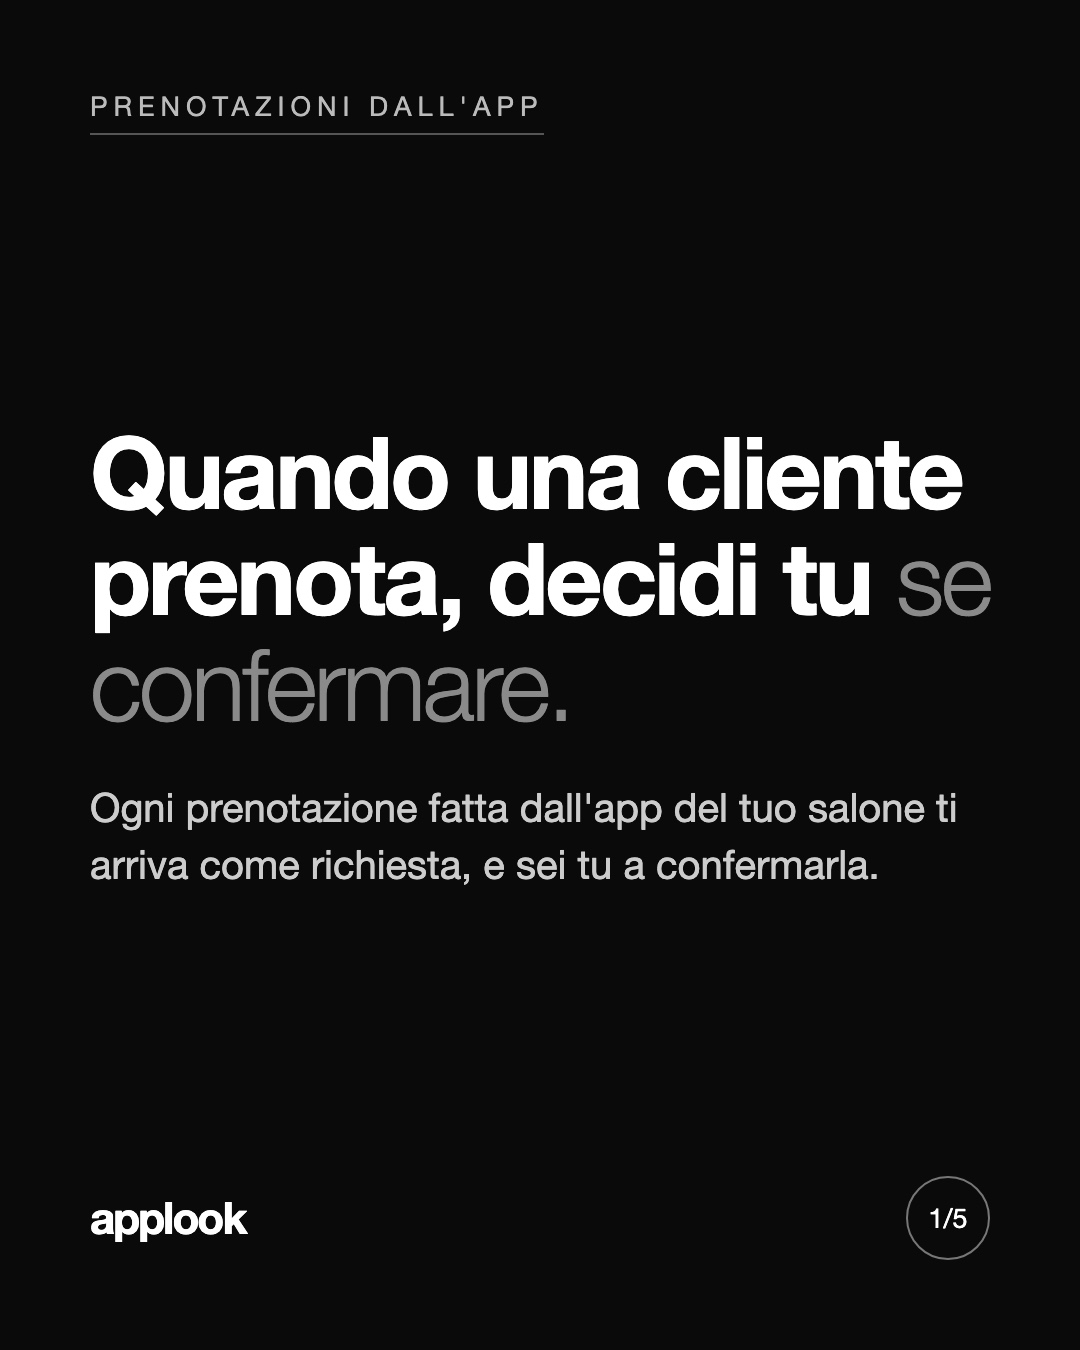 PRENOTAZIONI DALL'APP
Quando una cliente
prenota, decidi tu se
confermare.
Ogni prenotazione fatta dall'app del tuo salone ti
arriva come richiesta, e sei tu a confermarla.
applook
1/5